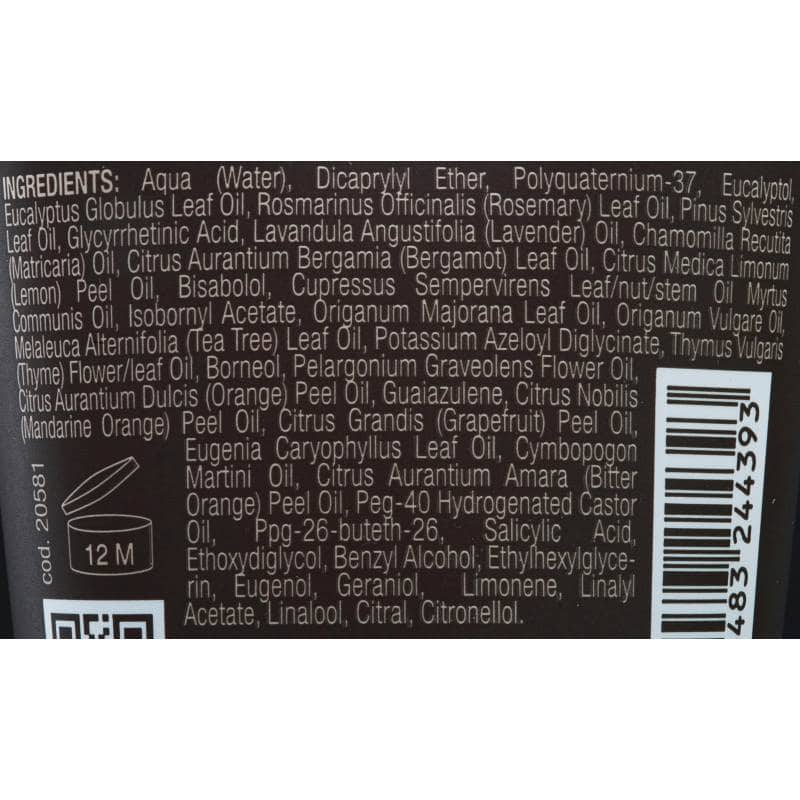 INGREDIENTS: Aqua (Water), Dicaprylyl Ether, Polyquaternium-37, Eucalyptol,
Eucalyptus Globulus Leaf Oil, Rosmarinus Officinalis (Rosemary) Leaf Oil, Pinus Sylvestris
Leaf Oil, Glycyrrhetinic Acid, Lavandula Angustifolia (Lavender) Oil, Chamomilla Recutita
(Matricaria) Oil, Citrus Aurantium Bergamia (Bergamot) Leaf Oil, Citrus Medica Limonum
(Lemon) Peel Oil, Bisabolol, Cupressus Sempervirens Leaf/nut/stem Oil Myrtus
Communis Oil, Isobornyl Acetate, Origanum Majorana Leaf Oil, Origanum Vulgare Oil,
Melaleuca Alternifolia (Tea Tree) Leaf Oil, Potassium Azeloyl Diglycinate, Thymus Vulgaris
(Thyme) Flower/leaf Oil, Borneol, Pelargonium Graveolens Flower Oil,
Citrus Aurantium Dulcis (Orange) Peel Oil, Guaiazulene, Citrus Nobilis
(Mandarine Orange) Peel Oil, Citrus Grandis (Grapefruit) Peel Oil,
Eugenia Caryophyllus Leaf Oil, Cymbopogon
Martini Oil, Citrus Aurantium Amara (Bitter
Orange) Peel Oil, Peg-40 Hydrogenated Castor
Oil, Ppg-26-buteth-26, Salicylic Acid,
Ethoxydiglycol, Benzyl Alcohol, Ethylhexylglyce-
rin, Eugenol, Geraniol, Limonene, Linalyl
Acetate, Linalool, Citral, Citronellol.
cod. 20581
12 M
483 244393